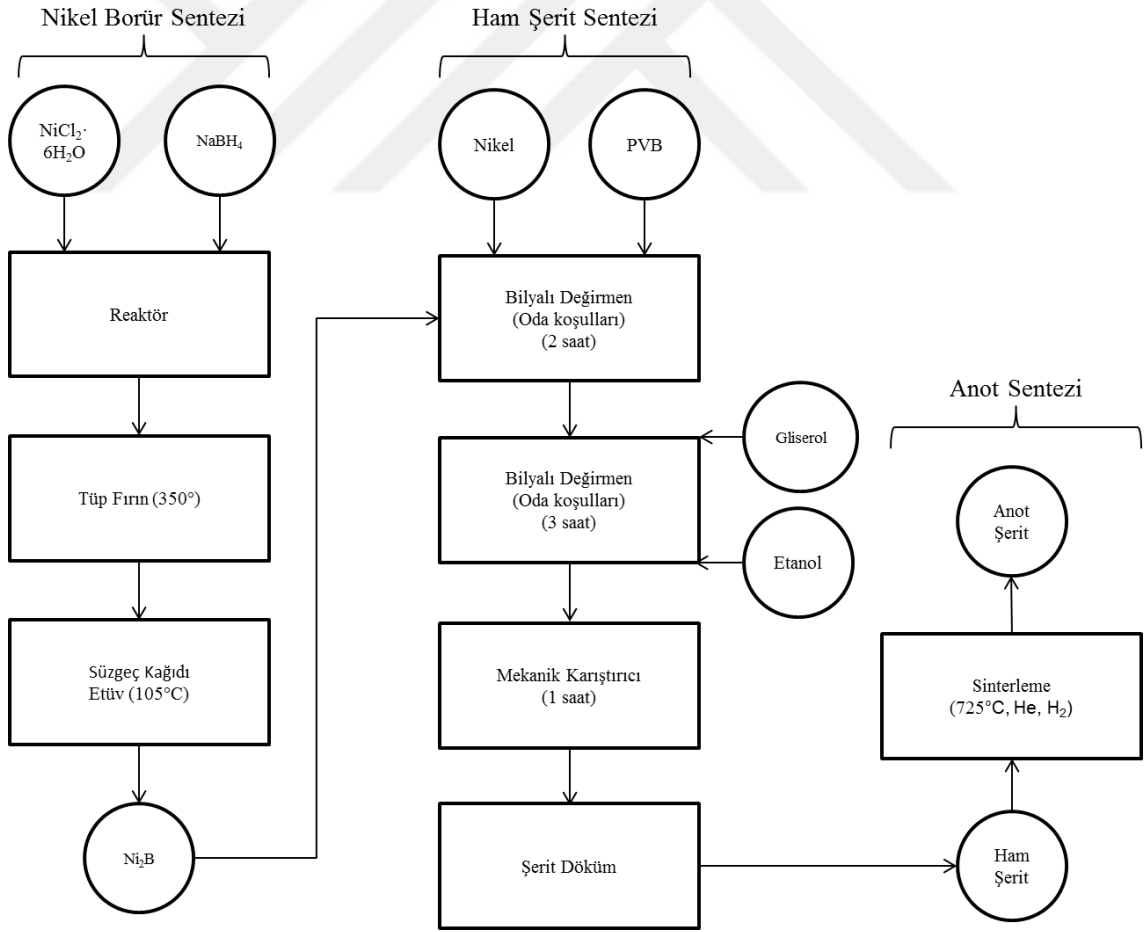 Nikel Borür Sentezi
NiCl₂·
6H₂O
NaBH₄
Reaktör
Tüp Fırın (350°)
Süzgeç Kağıdı
Etüv (105°C)
Ni₂B
Ham Şerit Sentezi
Nikel
PVB
Bilyalı Değirmen
(Oda koşulları)
(2 saat)
Bilyalı Değirmen
(Oda koşulları)
(3 saat)
Gliserol
Etanol
Mekanik Karıştırıcı
(1 saat)
Şerit Döküm
Anot Sentezi
Anot
Şerit
Sinterleme
(725°C, He, H₂)
Ham
Şerit